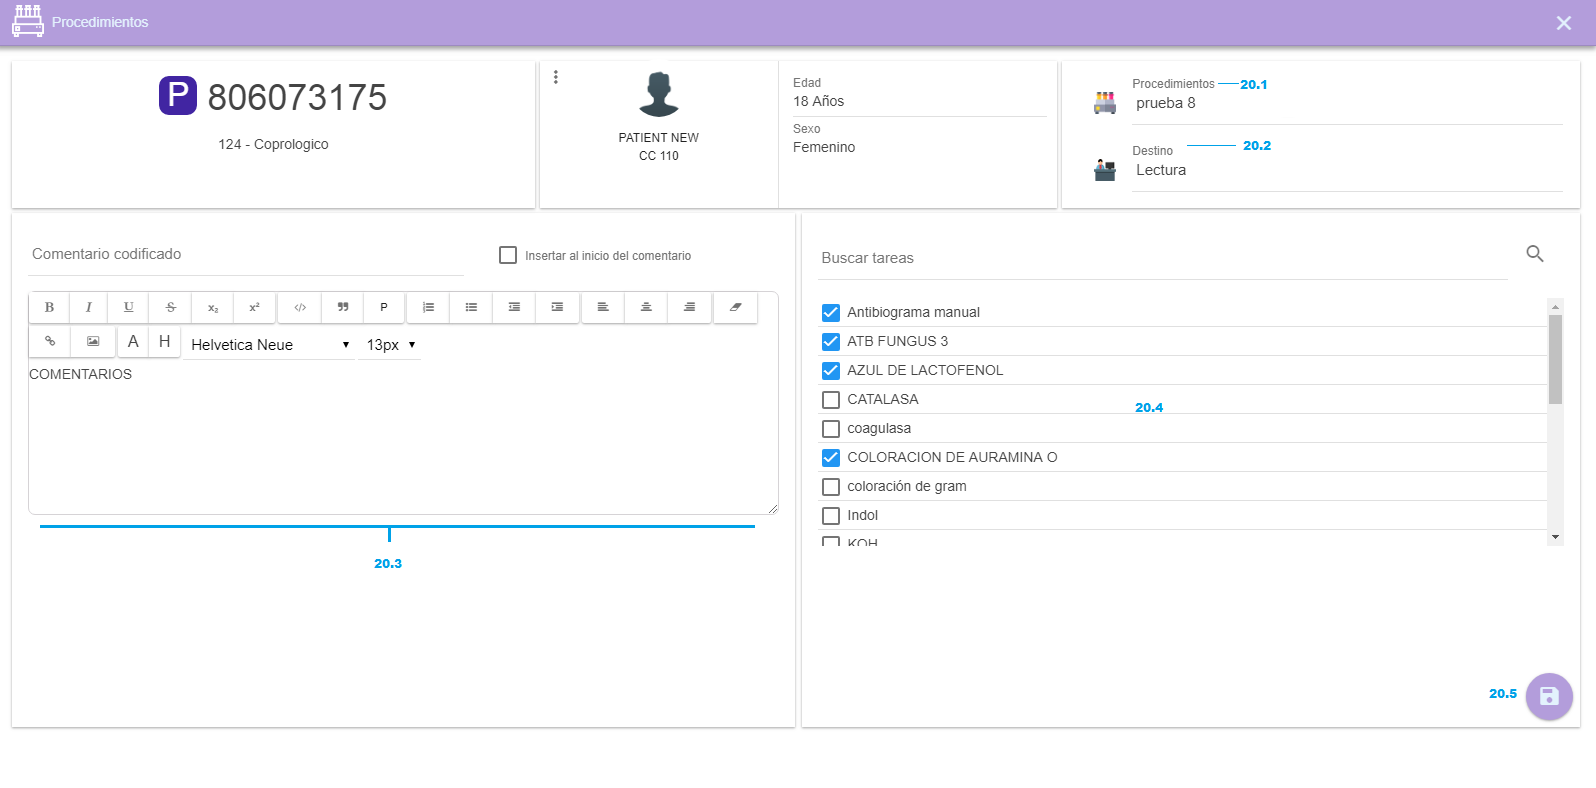 Procedimientos
P 806073175
124 - Coprologico
PATIENT NEW
CC 110
Edad
18 Años
Sexo
Femenino
Procedimientos 20.1
prueba 8
Destino 20.2
Lectura
Comentario codificado
Insertar al inicio del comentario
B I U S x₂ x² </> " P
A H Helvetica Neue 13px
COMENTARIOS
20.3
Buscar tareas
Antibiograma manual
ATB FUNGUS 3
AZUL DE LACTOFENOL
CATALASA
20.4
coagulasa
COLORACION DE AURAMINA O
coloración de gram
Indol
KOH
20.5